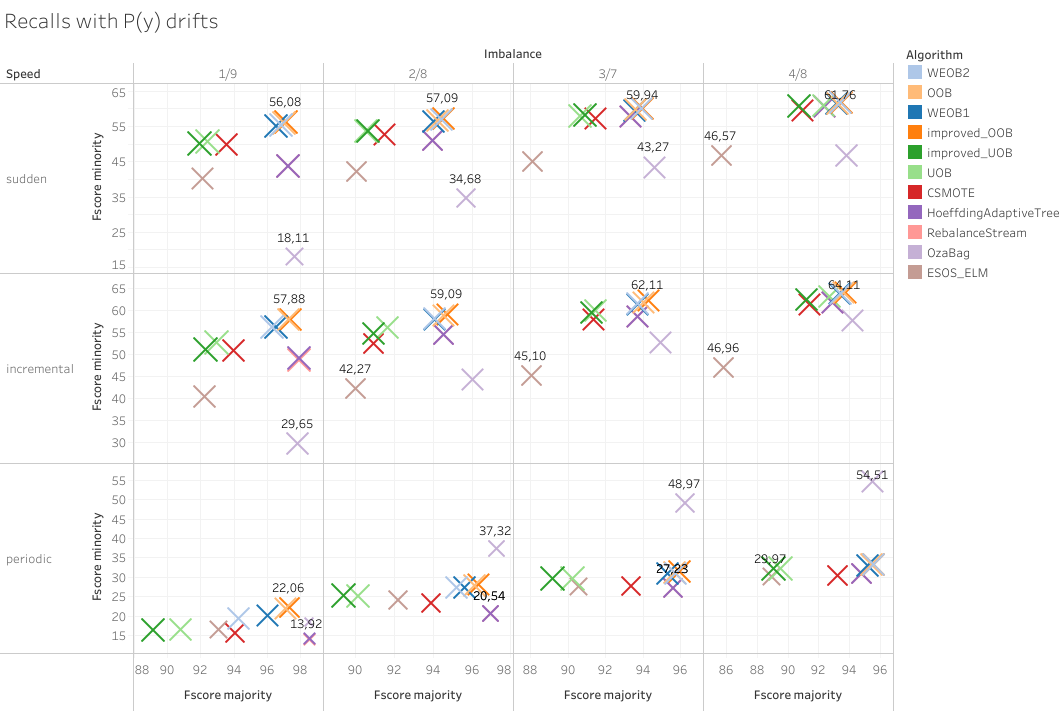 Recalls with P(y) drifts
Imbalance
Speed 1/9 2/8 3/7 4/8
Algorithm
WEOB2
OOB
WEOB1
improved_OOB
improved_UOB
UOB
CSMOTE
HoeffdingAdaptiveTree
RebalanceStream
OzaBag
ESOS_ELM
sudden
Fscore minority
65
55
45
35
25
15
56,08
18,11
57,09
34,68
59,94
43,27
61,76
46,57
incremental
Fscore minority
65
60
55
50
45
40
35
30
57,88
29,65
59,09
42,27
62,11
45,10
64,11
46,96
periodic
Fscore minority
55
50
45
40
35
30
25
20
15
22,06
13,92
37,32
20,54
48,97
27,23
54,51
29,97
88 90 92 94 96 98
90 92 94 96
88 90 92 94 96
86 88 90 92 94 96
Fscore majority
Fscore majority
Fscore majority
Fscore majority